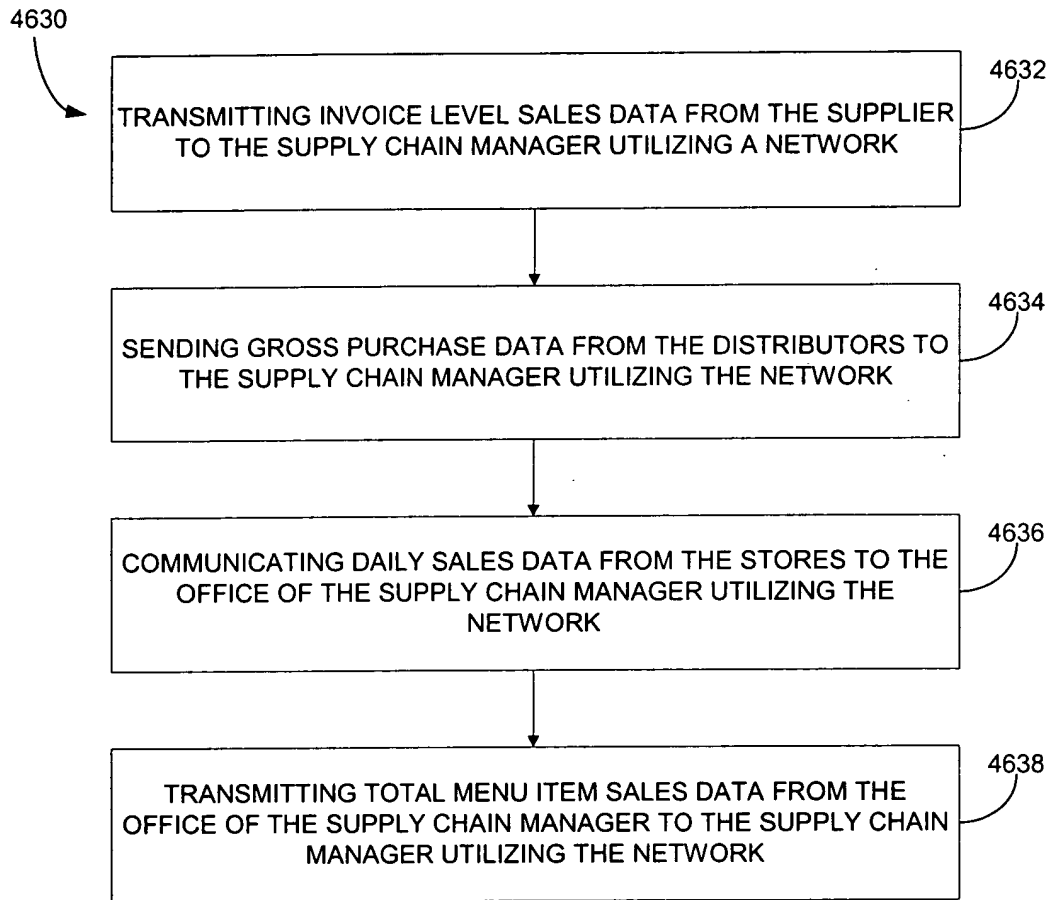 4630
4632
TRANSMITTING INVOICE LEVEL SALES DATA FROM THE SUPPLIER
TO THE SUPPLY CHAIN MANAGER UTILIZING A NETWORK
4634
SENDING GROSS PURCHASE DATA FROM THE DISTRIBUTORS TO
THE SUPPLY CHAIN MANAGER UTILIZING THE NETWORK
4636
COMMUNICATING DAILY SALES DATA FROM THE STORES TO THE
OFFICE OF THE SUPPLY CHAIN MANAGER UTILIZING THE
NETWORK
4638
TRANSMITTING TOTAL MENU ITEM SALES DATA FROM THE
OFFICE OF THE SUPPLY CHAIN MANAGER TO THE SUPPLY CHAIN
MANAGER UTILIZING THE NETWORK